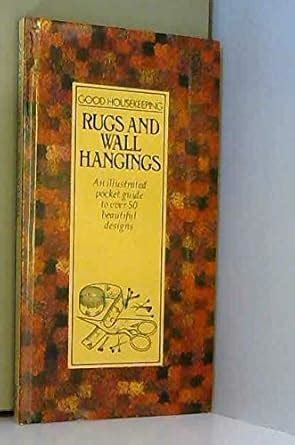 GOOD HOUSEKEEPING
RUGS AND
WALL
HANGINGS
An illustrated
pocket guide
to over 50
beautiful
designs